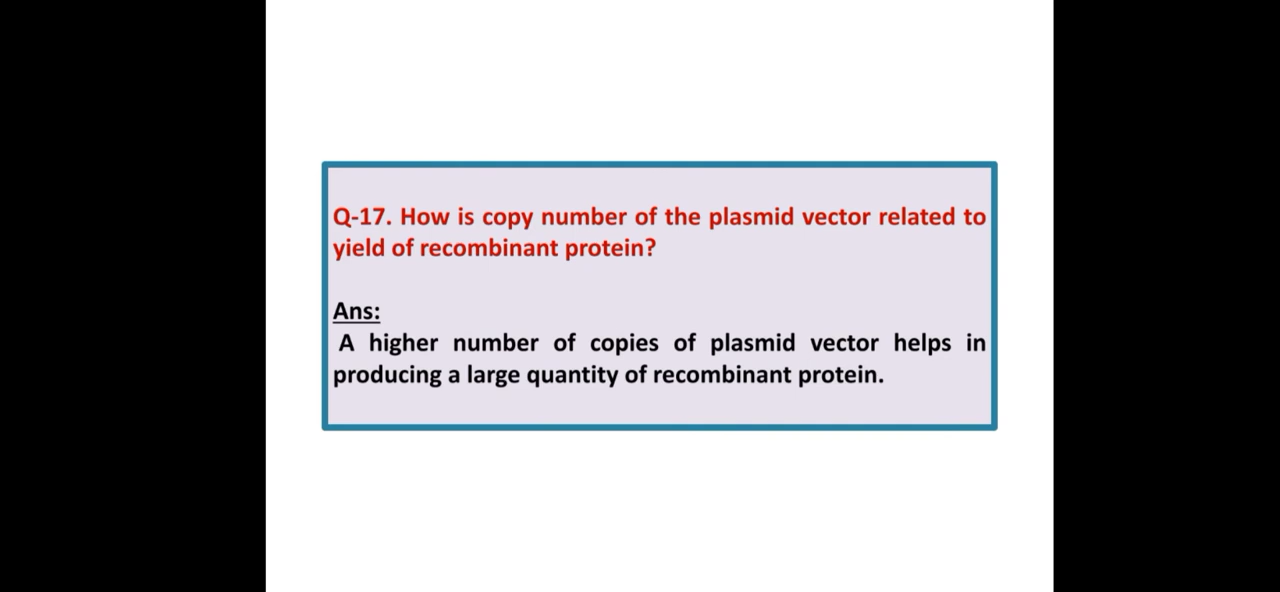 Q-17. How is copy number of the plasmid vector related to
yield of recombinant protein?
Ans:
A higher number of copies of plasmid vector helps in
producing a large quantity of recombinant protein.